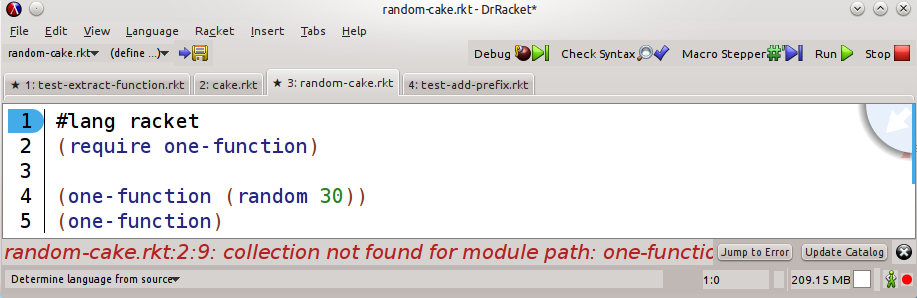 random-cake.rkt - DrRacket*
File Edit View Language Racket Insert Tabs Help
random-cake.rkt (define ...) Debug Check Syntax Macro Stepper Run Stop
★ 1: test-extract-function.rkt 2: cake.rkt ★ 3: random-cake.rkt 4: test-add-prefix.rkt
1 #lang racket
2 (require one-function)
3
4 (one-function (random 30))
5 (one-function)
random-cake.rkt:2:9: collection not found for module path: one-functio Jump to Error Update Catalog
Determine language from source 1:0 209.15 MB